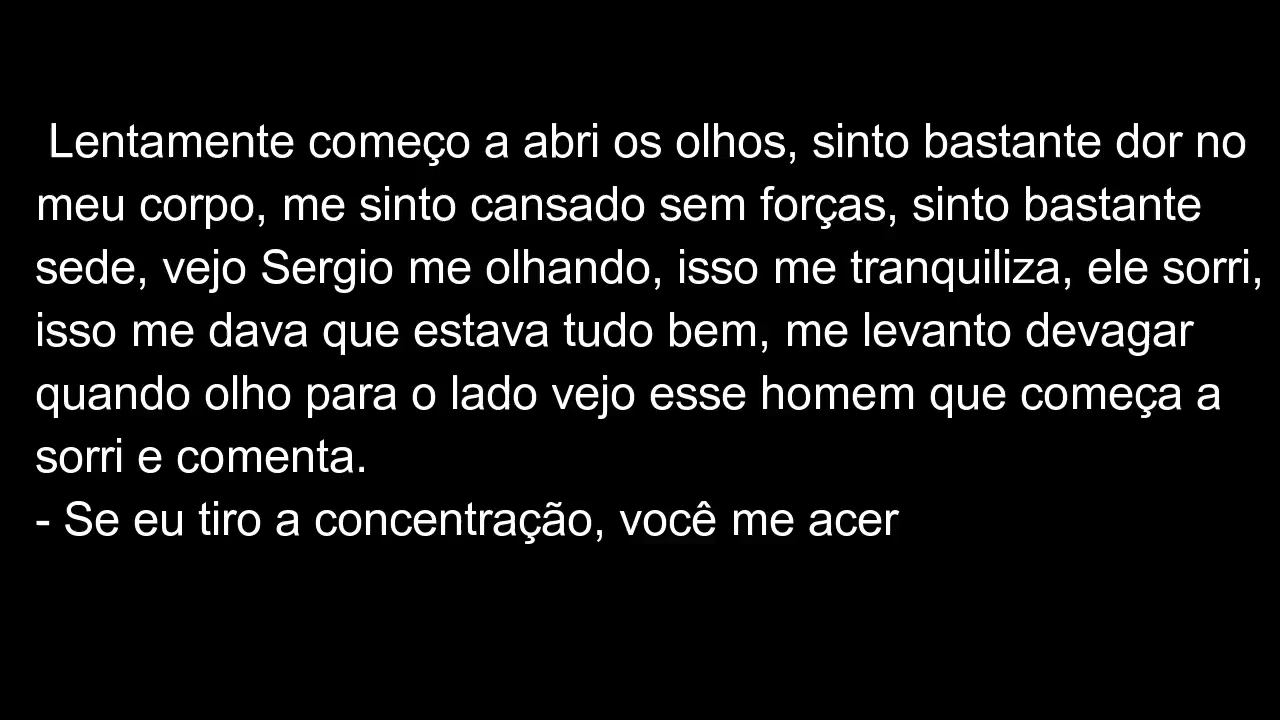 Lentamente começo a abri os olhos, sinto bastante dor no
meu corpo, me sinto cansado sem forças, sinto bastante
sede, vejo Sergio me olhando, isso me tranquiliza, ele sorri,
isso me dava que estava tudo bem, me levanto devagar
quando olho para o lado vejo esse homem que começa a
sorri e comenta.
- Se eu tiro a concentração, você me acer